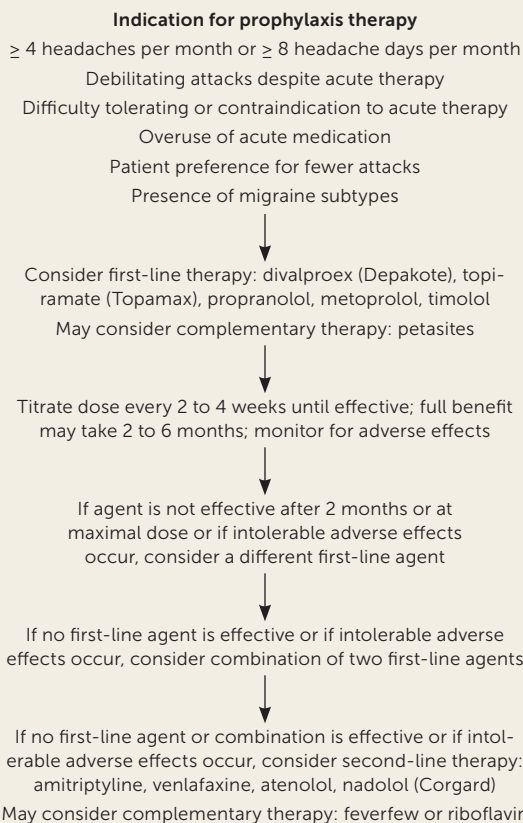 Indication for prophylaxis therapy
≥ 4 headaches per month or ≥ 8 headache days per month
Debilitating attacks despite acute therapy
Difficulty tolerating or contraindication to acute therapy
Overuse of acute medication
Patient preference for fewer attacks
Presence of migraine subtypes
Consider first-line therapy: divalproex (Depakote), topi-
ramate (Topamax), propranolol, metoprolol, timolol
May consider complementary therapy: petasites
Titrate dose every 2 to 4 weeks until effective; full benefit
may take 2 to 6 months; monitor for adverse effects
If agent is not effective after 2 months or at
maximal dose or if intolerable adverse effects
occur, consider a different first-line agent
If no first-line agent is effective or if intolerable adverse
effects occur, consider combination of two first-line agents
If no first-line agent or combination is effective or if intol-
erable adverse effects occur, consider second-line therapy:
amitriptyline, venlafaxine, atenolol, nadolol (Corgard)
May consider complementary therapy: feverfew or riboflavin